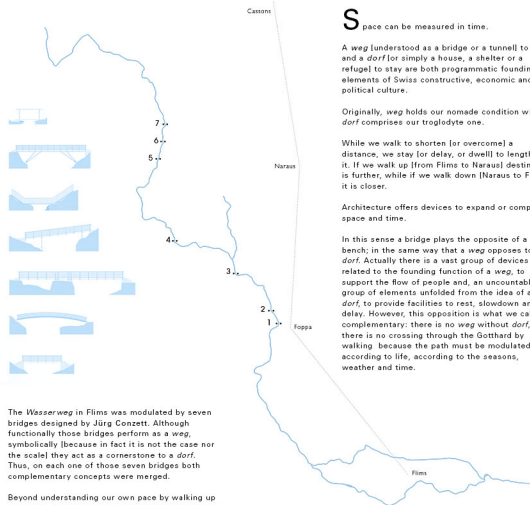 Cassons
7
6
5
Naraus
4
3
2
1
Foppa
Flims
The Wasserweg in Flims was modulated by seven
bridges designed by Jürg Conzett. Although
functionally those bridges perform as a weg,
symbolically [because in fact it is not the case nor
the scale] they act as a cornerstone to a dorf.
Thus, on each one of those seven bridges both
complementary concepts were merged.
Beyond understanding our own pace by walking up
Space can be measured in time.
A weg [understood as a bridge or a tunnel] to
and a dorf [or simply a house, a shelter or a
refuge] to stay are both programmatic foundin
elements of Swiss constructive, economic and
political culture.
Originally, weg holds our nomade condition w
dorf comprises our troglodyte one.
While we walk to shorten [or overcome] a
distance, we stay [or delay, or dwell] to length
it. If we walk up [from Flims to Naraus] destin
is further, while if we walk down [Naraus to F
it is closer.
Architecture offers devices to expand or comp
space and time.
In this sense a bridge plays the opposite of a
bench; in the same way that a weg opposes to
dorf. Actually there is a vast group of devices
related to the founding function of a weg, to
support the flow of people and, an uncountabl
group of elements unfolded from the idea of a
dorf, to provide facilities to rest, slowdown an
delay. However, this opposition is what we ca
complementary: there is no weg without dorf,
there is no crossing through the Gotthard by
walking because the path must be modulated
according to life, according to the seasons,
weather and time.